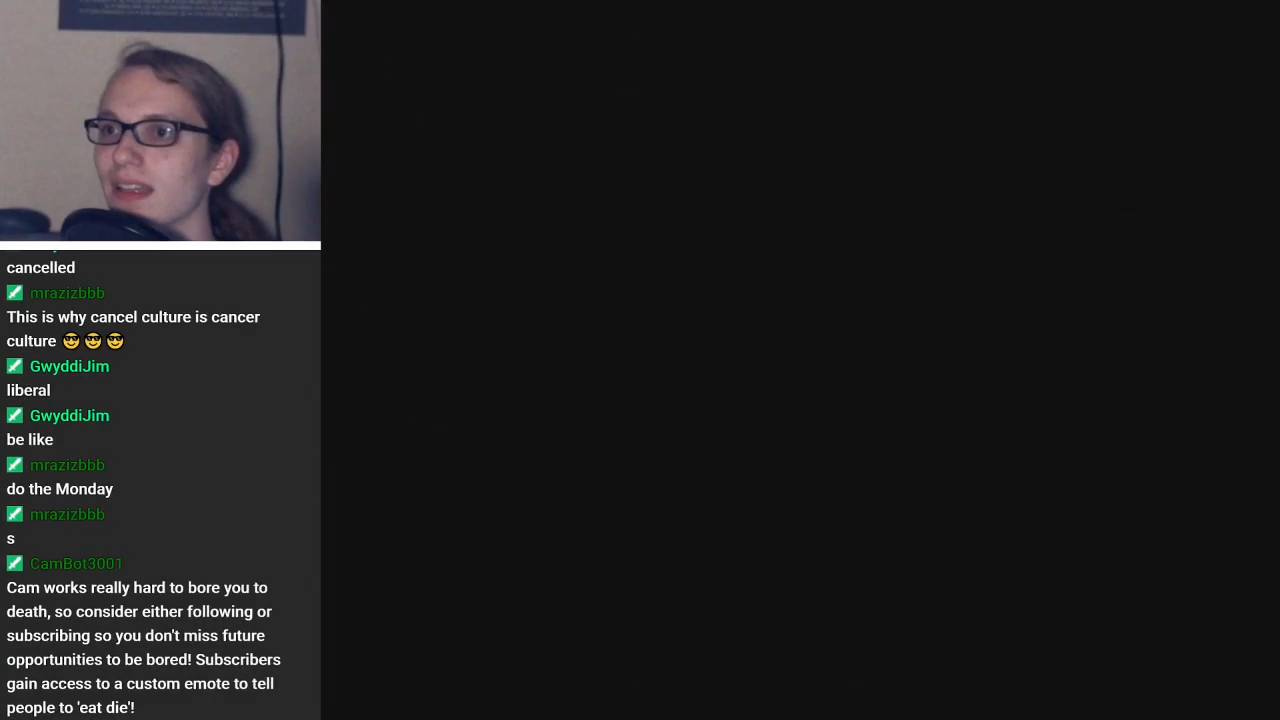 cancelled
mrazizbbb
This is why cancel culture is cancer
culture 😎 😎 😎
GwyddiJim
liberal
GwyddiJim
be like
mrazizbbb
do the Monday
mrazizbbb
s
CamBot3001
Cam works really hard to bore you to
death, so consider either following or
subscribing so you don't miss future
opportunities to be bored! Subscribers
gain access to a custom emote to tell
people to 'eat die'!